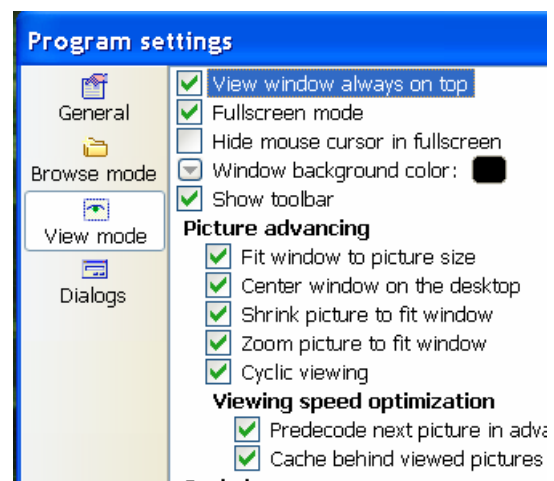 Program settings
General
Browse mode
View mode
Dialogs
View window always on top
Fullscreen mode
Hide mouse cursor in fullscreen
Window background color:
Show toolbar
Picture advancing
Fit window to picture size
Center window on the desktop
Shrink picture to fit window
Zoom picture to fit window
Cyclic viewing
Viewing speed optimization
Predecode next picture in adva
Cache behind viewed pictures